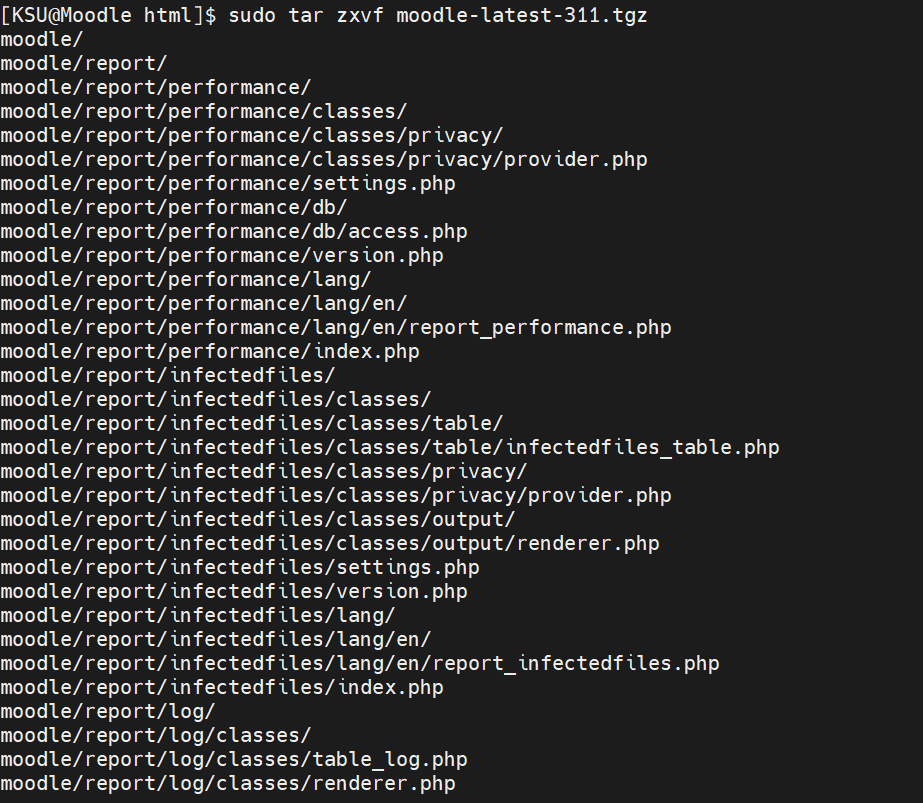 [KSU@Moodle html]$ sudo tar zxvf moodle-latest-311.tgz
moodle/
moodle/report/
moodle/report/performance/
moodle/report/performance/classes/
moodle/report/performance/classes/privacy/
moodle/report/performance/classes/privacy/provider.php
moodle/report/performance/settings.php
moodle/report/performance/db/
moodle/report/performance/db/access.php
moodle/report/performance/version.php
moodle/report/performance/lang/
moodle/report/performance/lang/en/
moodle/report/performance/lang/en/report_performance.php
moodle/report/performance/index.php
moodle/report/infectedfiles/
moodle/report/infectedfiles/classes/
moodle/report/infectedfiles/classes/table/
moodle/report/infectedfiles/classes/table/infectedfiles_table.php
moodle/report/infectedfiles/classes/privacy/
moodle/report/infectedfiles/classes/privacy/provider.php
moodle/report/infectedfiles/classes/output/
moodle/report/infectedfiles/classes/output/renderer.php
moodle/report/infectedfiles/settings.php
moodle/report/infectedfiles/version.php
moodle/report/infectedfiles/lang/
moodle/report/infectedfiles/lang/en/
moodle/report/infectedfiles/lang/en/report_infectedfiles.php
moodle/report/infectedfiles/index.php
moodle/report/log/
moodle/report/log/classes/
moodle/report/log/classes/table_log.php
moodle/report/log/classes/renderer.php